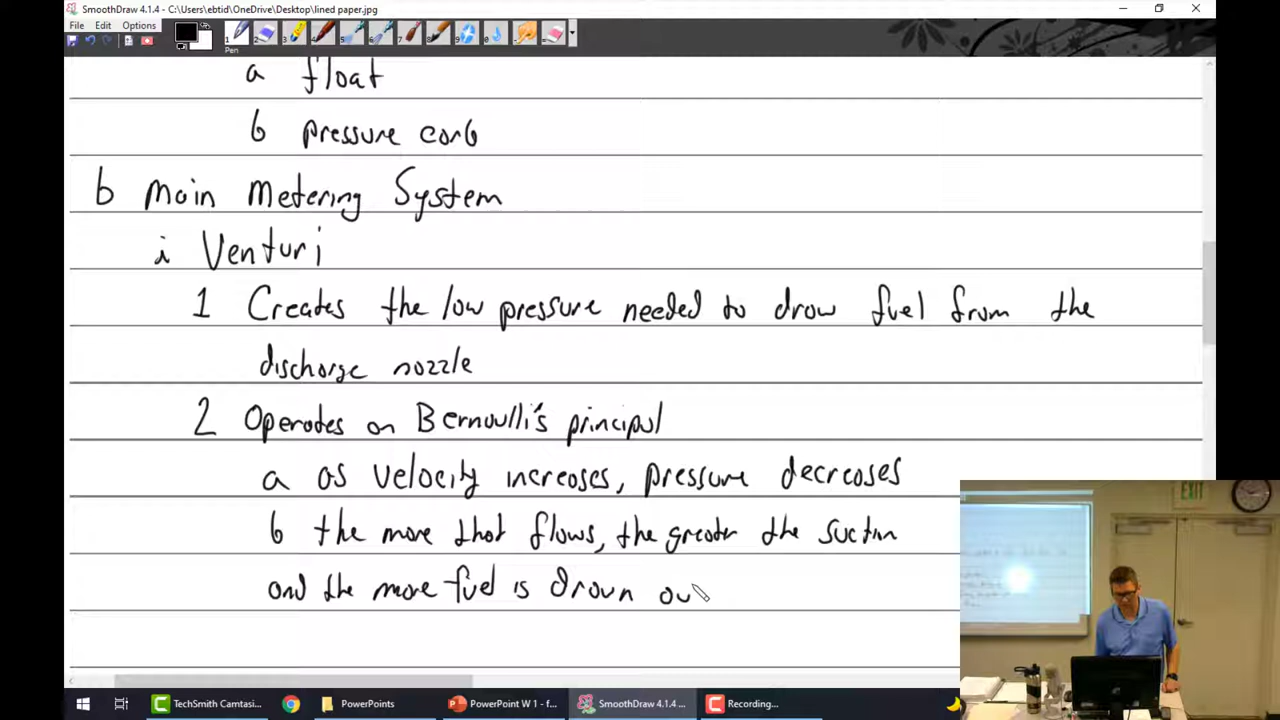 SmoothDraw 4.1.4 - C:\Users\ebtid\OneDrive\Desktop\lined paper.jpg
File Edit Options
Pen
a float
b pressure carb
b Main Metering System
i Venturi
1 Creates the low pressure needed to draw fuel from the
discharge nozzle
2 Operates on Bernoulli's principal
a as velocity increases, pressure decreases
b the more that flows, the greater the suction
and the more fuel is drawn ou
EXIT
TechSmith Camtasi...
PowerPoints
PowerPoint W 1 - f...
SmoothDraw 4.1.4 ...
Recording...